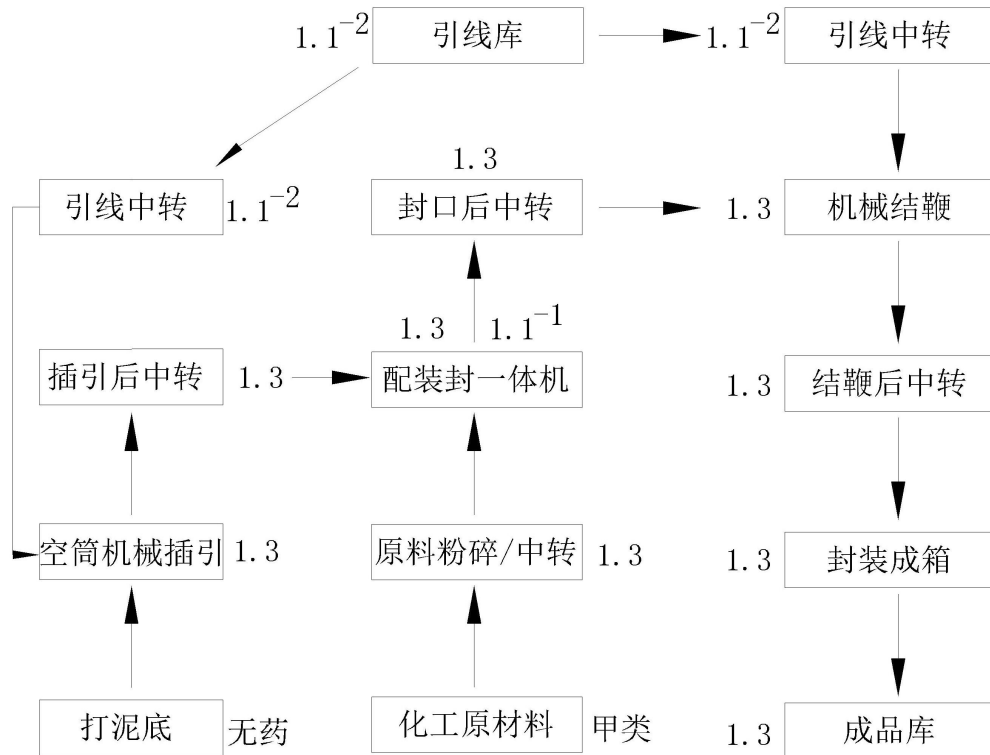 1.1⁻² 引线库 1.1⁻² 引线中转
1.3
引线中转 1.1⁻² 封口后中转 1.3 机械结鞭
1.3 1.1⁻¹
插引后中转 1.3 配装封一体机 1.3 结鞭后中转
空筒机械插引 1.3 原料粉碎/中转 1.3 1.3 封装成箱
打泥底 无药 化工原材料 甲类 1.3 成品库